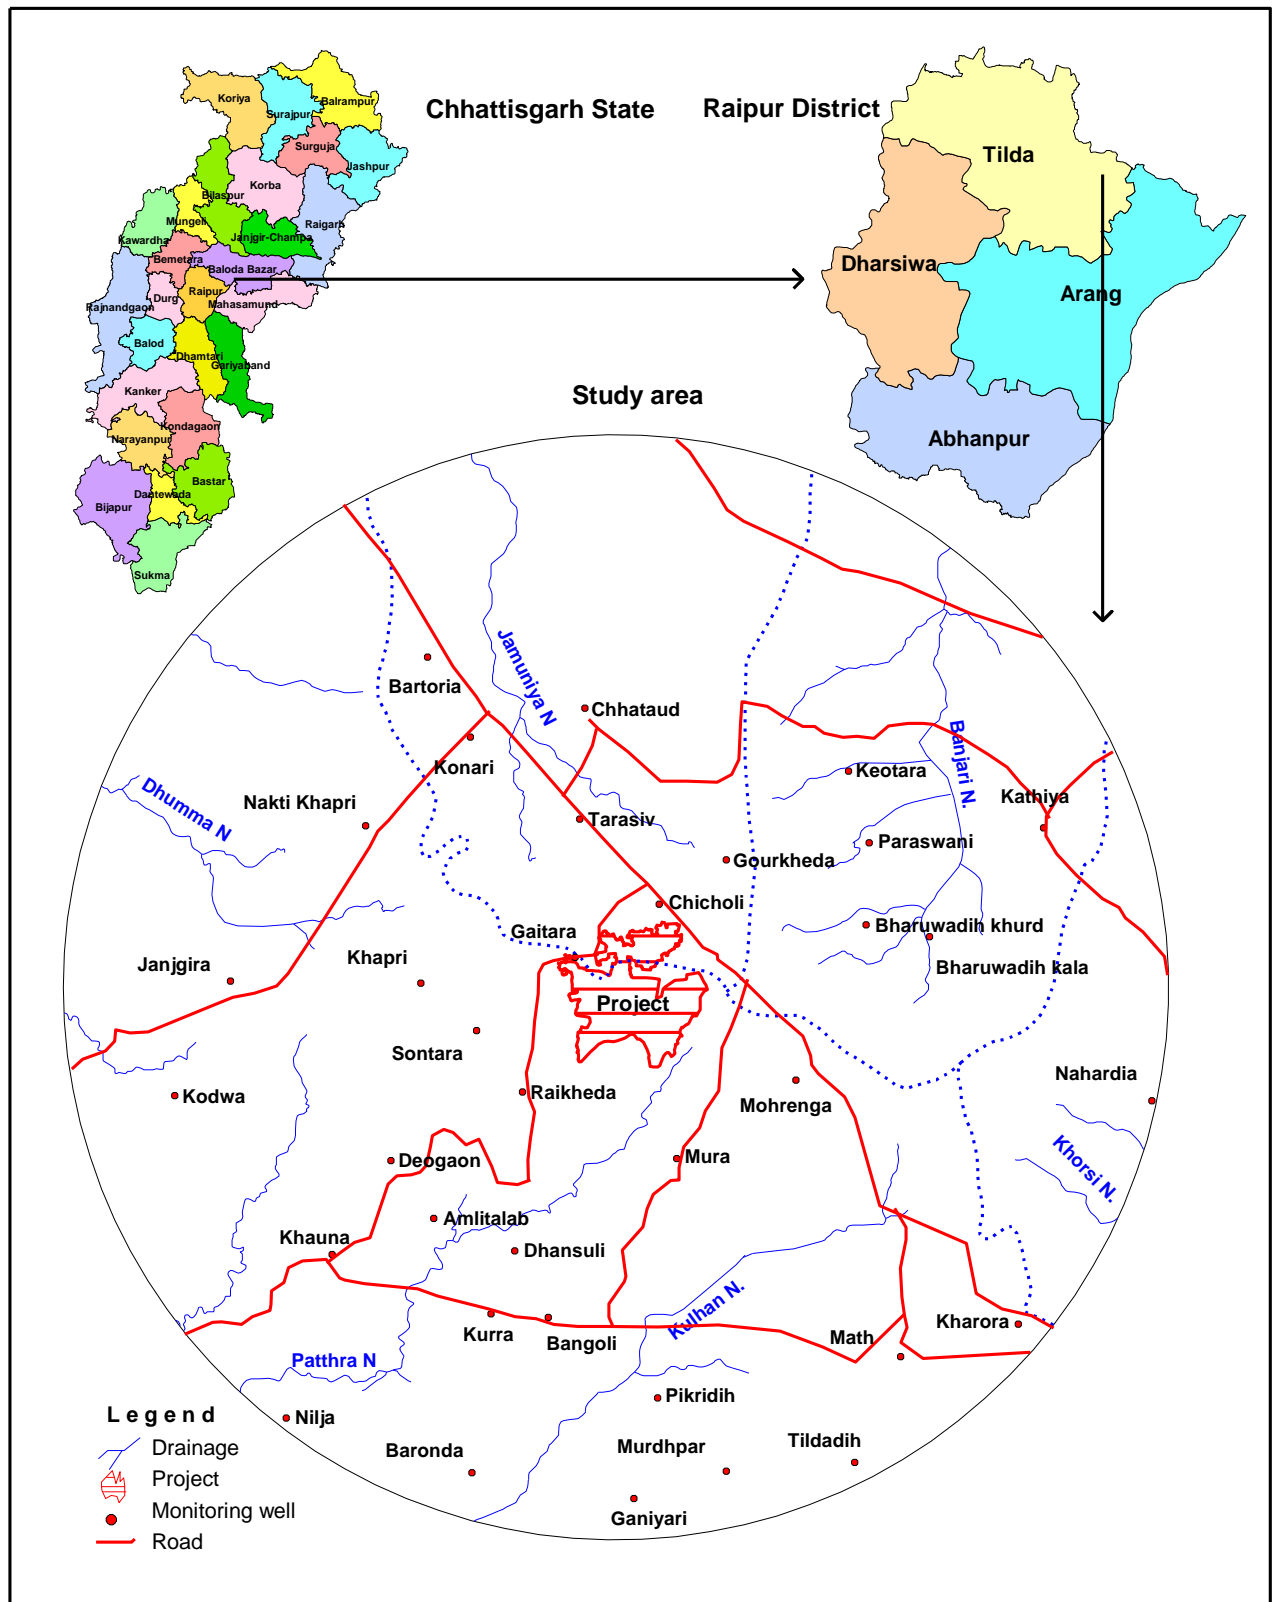 Chhattisgarh State
Raipur District
Koriya
Balrampur
Surajpur
Surguja
Jashpur
Korba
Bilaspur
Mungeli
Raigarh
Janjgir-Champa
Kawardha
Bemetara
Baloda Bazar
Raipur
Durg
Mahasamund
Rajnandgaon
Balod
Dhamtari
Gariyaband
Kanker
Kondagaon
Narayanpur
Bastar
Dantewada
Bijapur
Sukma
Tilda
Dharsiwa
Arang
Abhanpur
Study area
Jamuniya N
Bartoria
Chhataud
Konari
Banjari N.
Keotara
Kathiya
Dhumma N
Nakti Khapri
Tarasiv
Paraswani
Gourkheda
Chicholi
Gaitara
Bharuwadih khurd
Khapri
Janjgira
Bharuwadih kala
Project
Sontara
Nahardia
Kodwa
Raikheda
Mohrenga
Deogaon
Mura
Khorsi N.
Amlitalab
Khauna
Dhansuli
Kulhan N.
Kurra
Bangoli
Math
Kharora
Patthra N
Pikridih
Nilja
Baronda
Murdhpar
Tildadih
Ganiyari
Legend
Drainage
Project
Monitoring well
Road